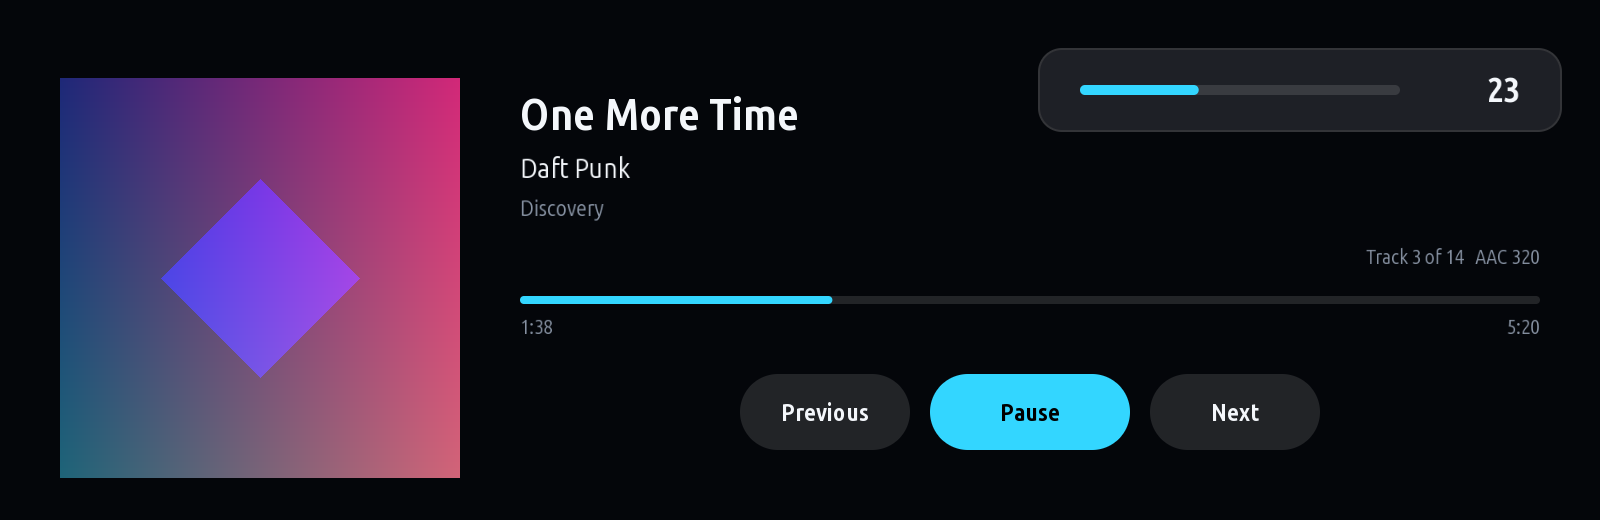 One More Time
23
Daft Punk
Discovery
Track 3 of 14 AAC 320
1:38 5:20
Previous Pause Next